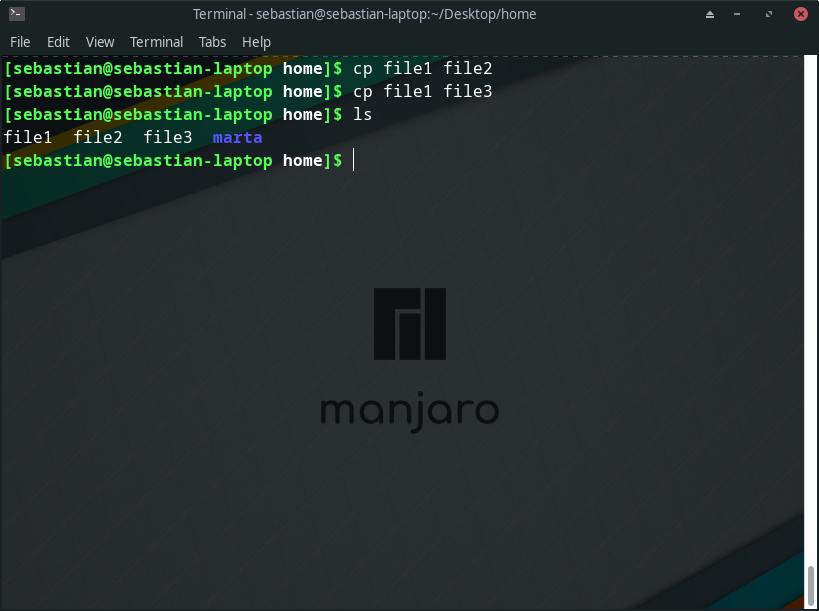 Terminal - sebastian@sebastian-laptop:~/Desktop/home
File Edit View Terminal Tabs Help
[sebastian@sebastian-laptop home]$ cp file1 file2
[sebastian@sebastian-laptop home]$ cp file1 file3
[sebastian@sebastian-laptop home]$ ls
file1  file2  file3  marta
[sebastian@sebastian-laptop home]$
manjaro